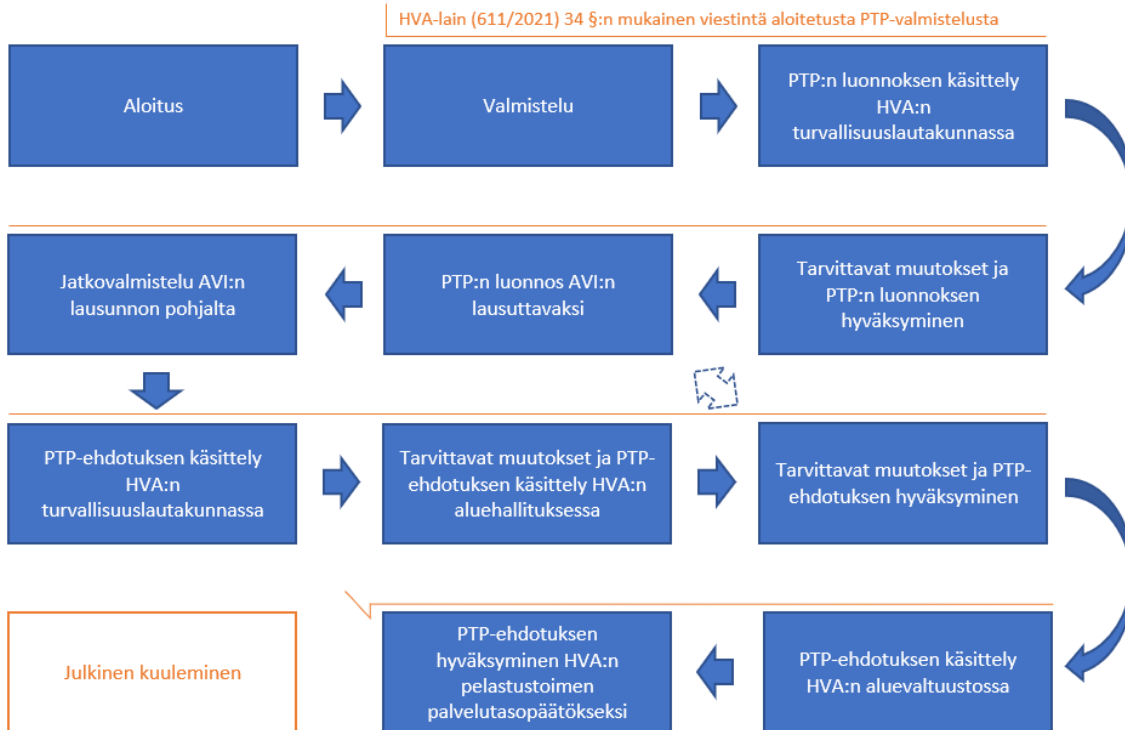 HVA-lain (611/2021) 34 §:n mukainen viestintä aloitetusta PTP-valmistelusta
Aloitus
Valmistelu
PTP:n luonnoksen käsittely
HVA:n
turvallisuuslautakunnassa
Jatkovalmistelu AVI:n
lausunnon pohjalta
PTP:n luonnos AVI:n
lausuttavaksi
Tarvittavat muutokset ja
PTP:n luonnoksen
hyväksyminen
PTP-ehdotuksen käsittely
HVA:n
turvallisuuslautakunnassa
Tarvittavat muutokset ja PTP-
ehdotuksen käsittely HVA:n
aluehallituksessa
Tarvittavat muutokset ja PTP-
ehdotuksen hyväksyminen
Julkinen kuuleminen
PTP-ehdotuksen
hyväksyminen HVA:n
pelastustoimen
palvelutasopäätökseksi
PTP-ehdotuksen käsittely
HVA:n aluevaltuustossa